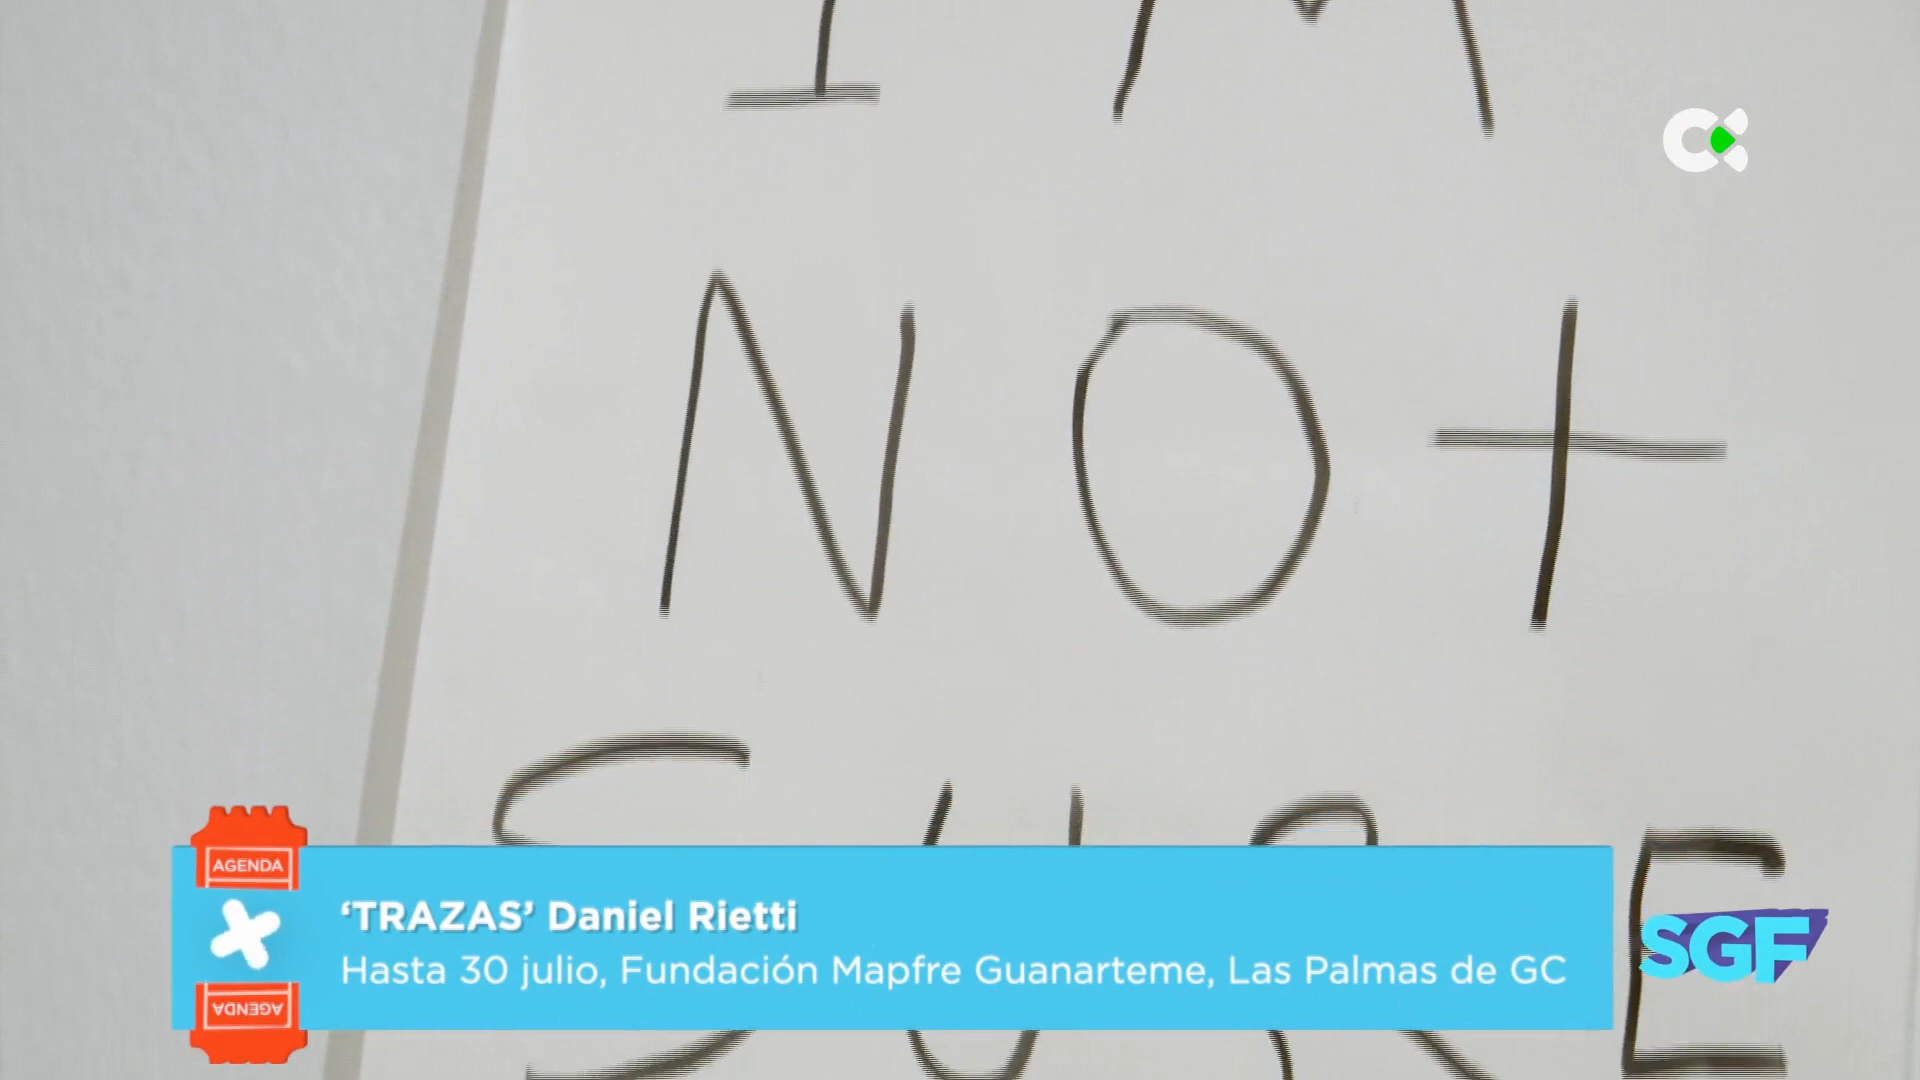 I M
NOT
SURE
AGENDA
‘TRAZAS’ Daniel Rietti
Hasta 30 julio, Fundación Mapfre Guanarteme, Las Palmas de GC
AGENDA
SGF